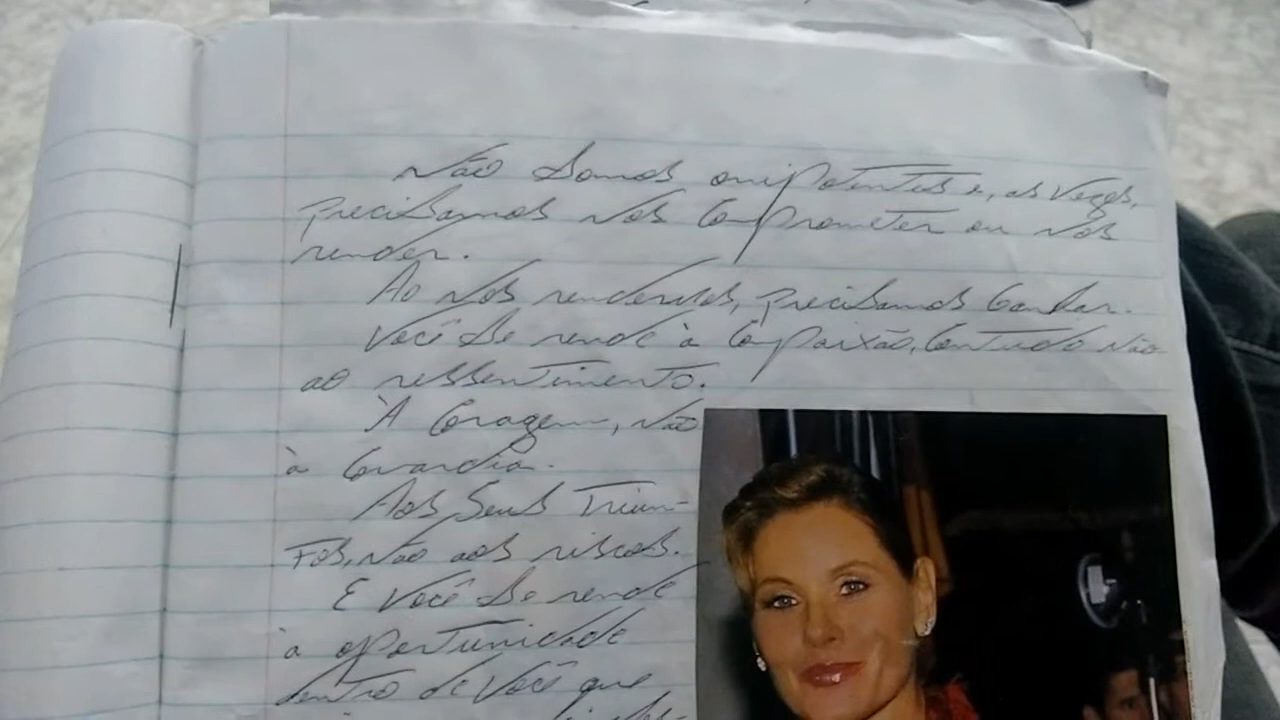 Não somos onipotentes e, as vezes,
precisamos nos comprometer ou nos
render.
Ao nos rendermos, precisamos ganhar.
Você se rende à compaixão, contudo não
ao ressentimento.
À coragem, não
à covardia.
Aos seus triun-
fos, não aos riscos.
E você se rende
à oportunidade
dentro de você que